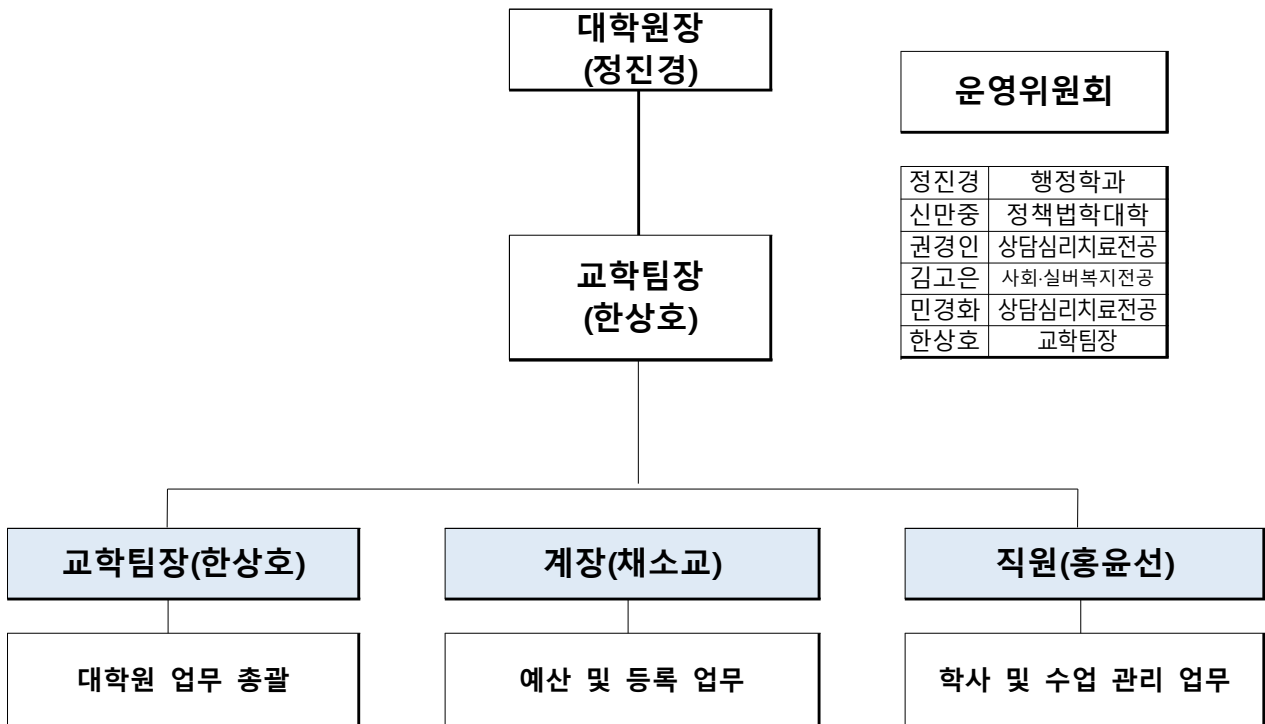 대학원장
(정진경)
운영위원회
정진경 행정학과
신만중 정책법학대학
권경인 상담심리치료전공
김고은 사회·실버복지전공
민경화 상담심리치료전공
한상호 교학팀장
교학팀장
(한상호)
교학팀장(한상호)
계장(채소교)
직원(홍윤선)
대학원 업무 총괄
예산 및 등록 업무
학사 및 수업 관리 업무